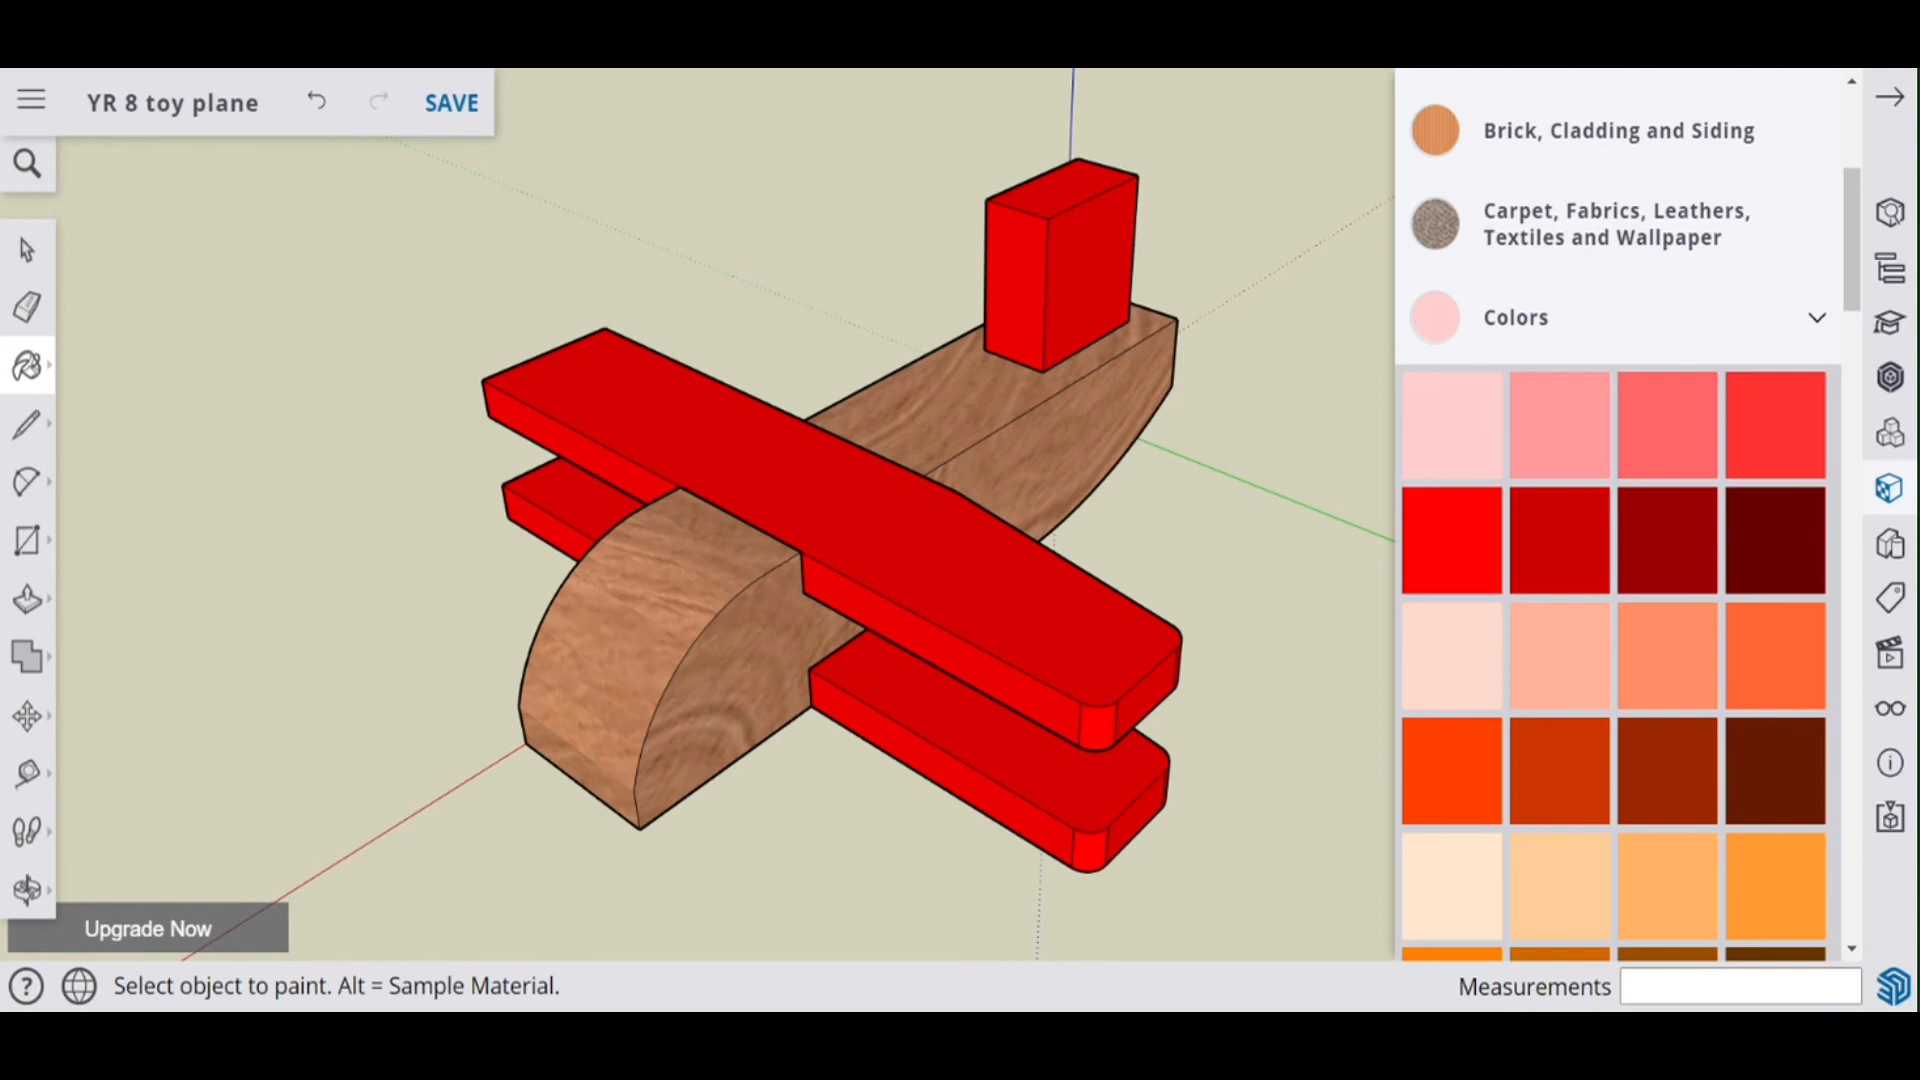 YR 8 toy plane
SAVE
Brick, Cladding and Siding
Carpet, Fabrics, Leathers,
Textiles and Wallpaper
Colors
Upgrade Now
Select object to paint. Alt = Sample Material.
Measurements